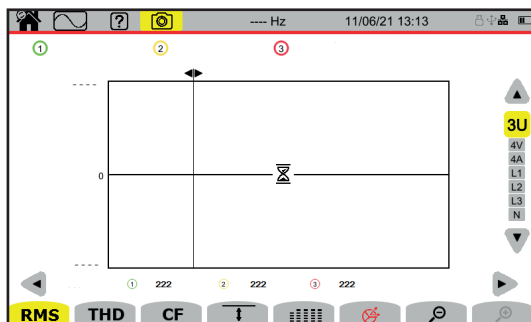 ? ---- Hz 11/06/21 13:13
1 2 3
----
3U
4V
4A
L1
L2
L3
N
0
----
1 222 2 222 3 222
RMS THD CF